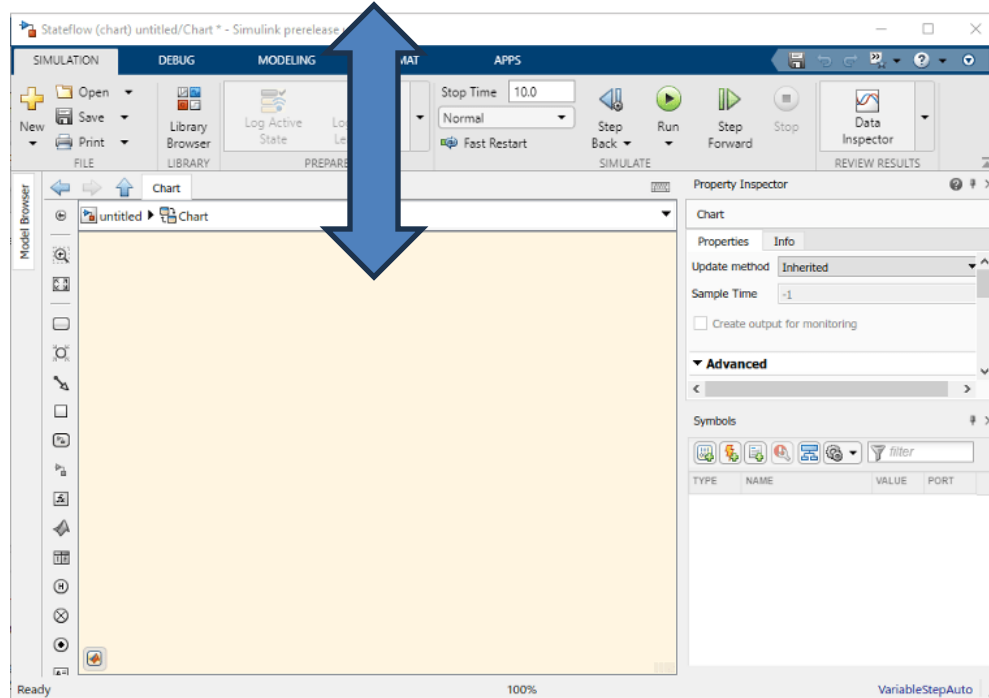 Stateflow (chart) untitled/Chart * - Simulink prerelease
SIMULATION DEBUG MODELING APPS
New
Open
Save
Print
FILE
Library
Browser
LIBRARY
Log Active
State
PREPARE
Stop Time 10.0
Normal
Fast Restart
Step
Back
Run
Step
Forward
Stop
SIMULATE
Data
Inspector
REVIEW RESULTS
Model Browser
Chart
untitled Chart
Property Inspector
Chart
Properties Info
Update method Inherited
Sample Time -1
Create output for monitoring
Advanced
Symbols
filter
TYPE NAME VALUE PORT
Ready 100% VariableStepAuto